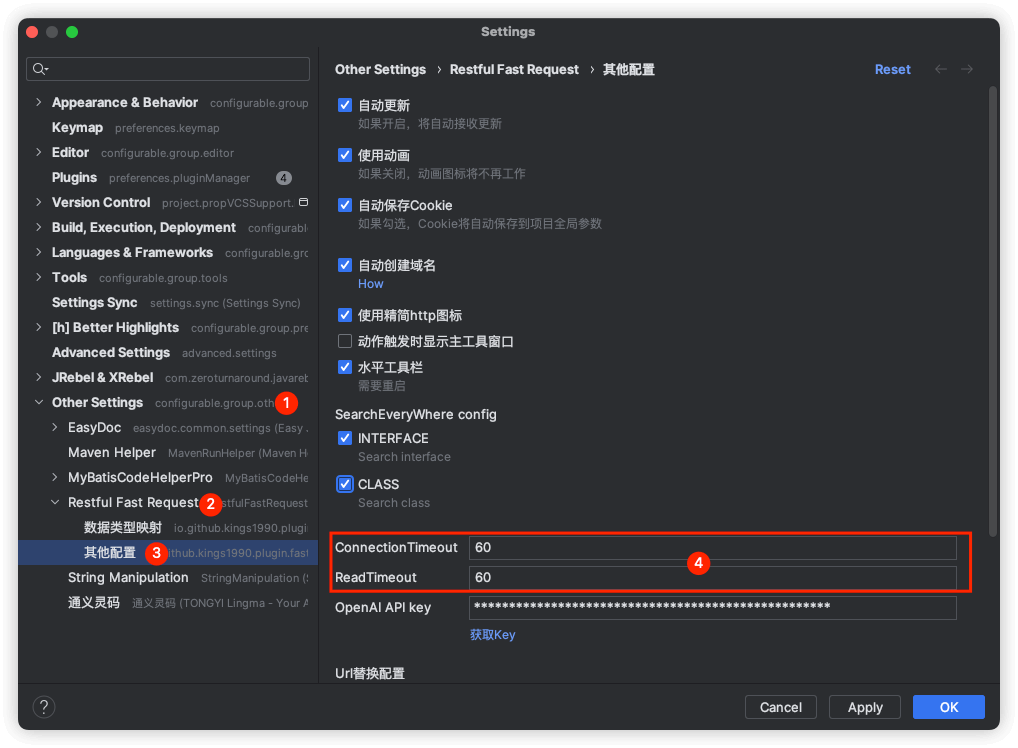 Settings
Appearance & Behavior configurable.group
Keymap preferences.keymap
Editor configurable.group.editor
Plugins preferences.pluginManager 4
Version Control project.propVCSSupport.
Build, Execution, Deployment configurabl
Languages & Frameworks configurable.grc
Tools configurable.group.tools
Settings Sync settings.sync (Settings Sync)
[h] Better Highlights configurable.group.pre
Advanced Settings advanced.settings
JRebel & XRebel com.zeroturnaround.javareb
Other Settings configurable.group.oth 1
EasyDoc easydoc.common.settings (Easy .
Maven Helper MavenRunHelper (Maven H
MyBatisCodeHelperPro MyBatisCodeHe
Restful Fast Request 2 stfulFastRequest
数据类型映射 io.github.kings1990.plugi
其他配置 3 ithub.kings1990.plugin.fast
String Manipulation StringManipulation (S
通义灵码 通义灵码 (TONGYI Lingma - Your A
Other Settings › Restful Fast Request › 其他配置 Reset
自动更新
如果开启，将自动接收更新
使用动画
如果关闭，动画图标将不再工作
自动保存Cookie
如果勾选，Cookie将自动保存到项目全局参数
自动创建域名
How
使用精简http图标
动作触发时显示主工具窗口
水平工具栏
需要重启
SearchEveryWhere config
INTERFACE
Search interface
CLASS
Search class
ConnectionTimeout 60
4
ReadTimeout 60
OpenAI API key ***************************************************
获取Key
Url替换配置
? Cancel Apply OK